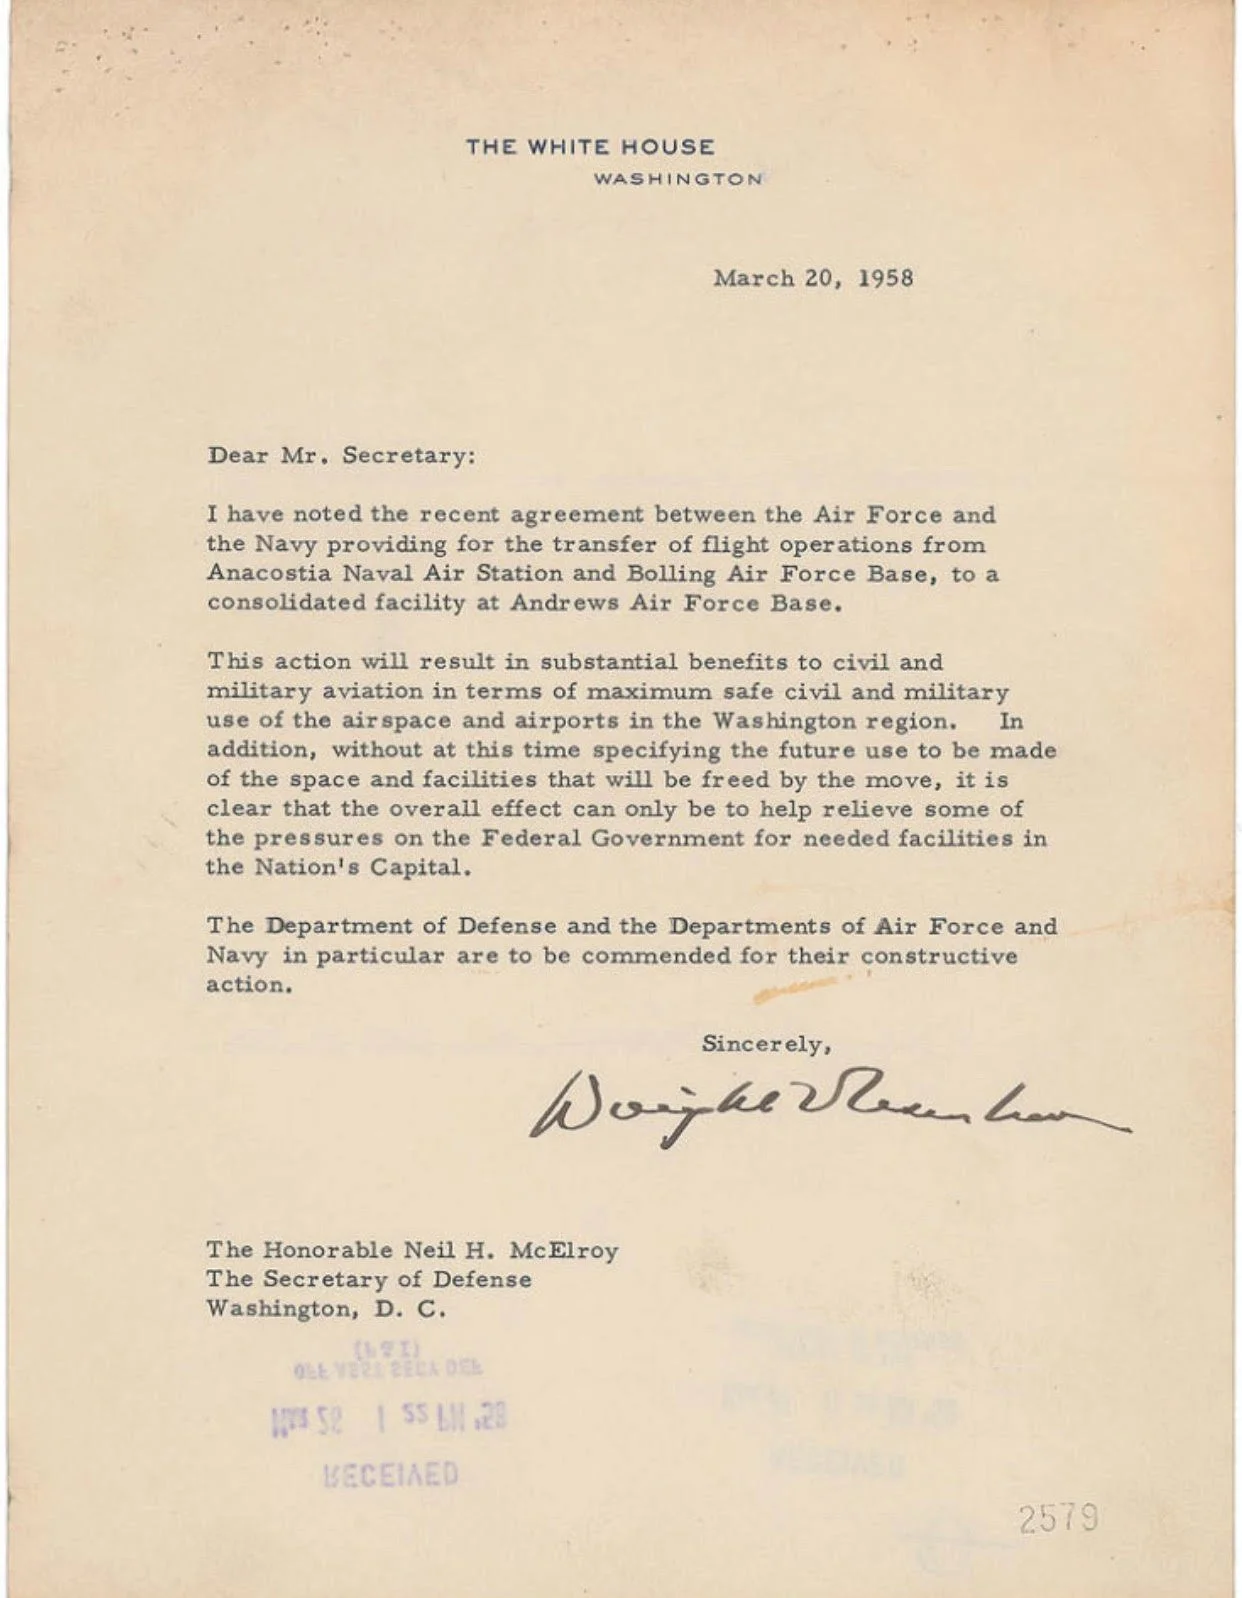 THE WHITE HOUSE
WASHINGTON
March 20, 1958
Dear Mr. Secretary:
I have noted the recent agreement between the Air Force and
the Navy providing for the transfer of flight operations from
Anacostia Naval Air Station and Bolling Air Force Base, to a
consolidated facility at Andrews Air Force Base.
This action will result in substantial benefits to civil and
military aviation in terms of maximum safe civil and military
use of the airspace and airports in the Washington region. In
addition, without at this time specifying the future use to be made
of the space and facilities that will be freed by the move, it is
clear that the overall effect can only be to help relieve some of
the pressures on the Federal Government for needed facilities in
the Nation's Capital.
The Department of Defense and the Departments of Air Force and
Navy in particular are to be commended for their constructive
action.
Sincerely,
Dwight D Eisenhower
The Honorable Neil H. McElroy
The Secretary of Defense
Washington, D. C.
(P&I)
OFF ASST SECY DEF
1 22 PM '58
RECEIVED
2579